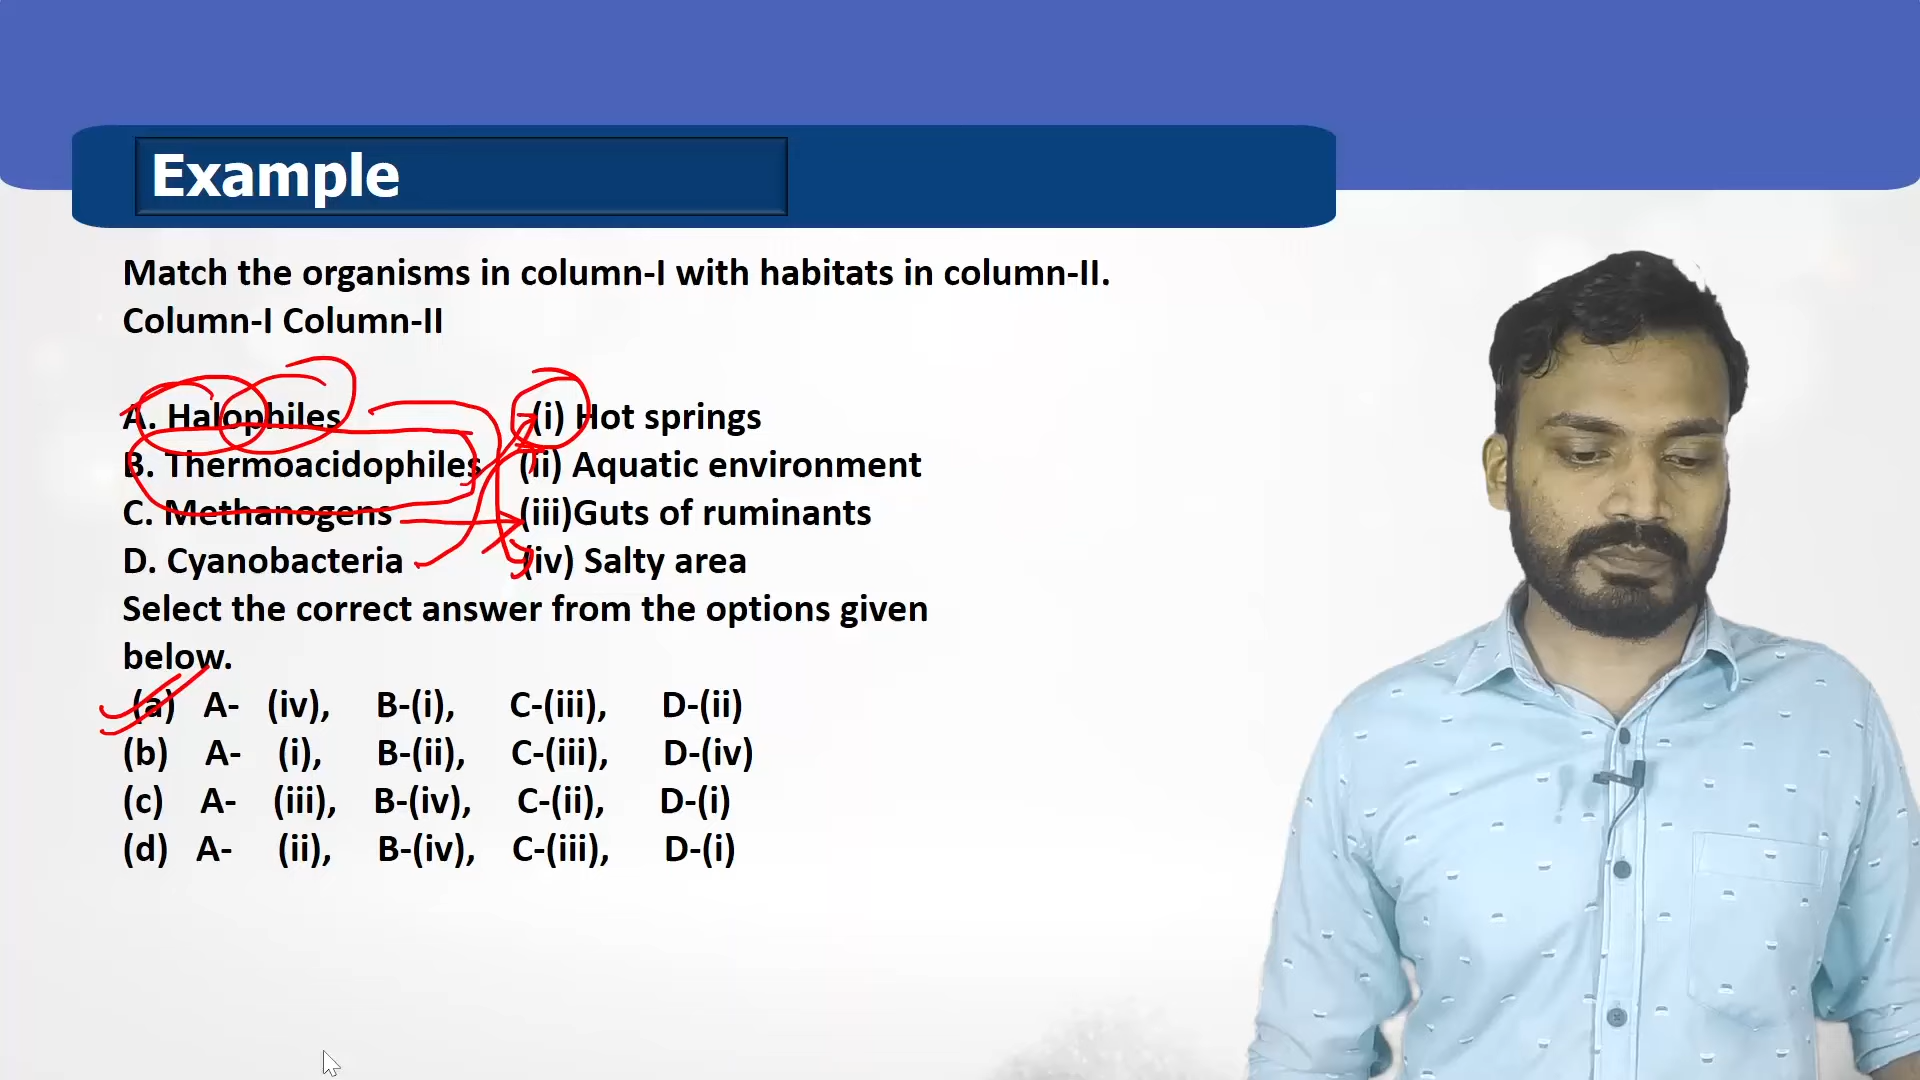 Example
Match the organisms in column-I with habitats in column-II.
Column-I Column-II
A. Halophiles (i) Hot springs
B. Thermoacidophiles (ii) Aquatic environment
C. Methanogens (iii)Guts of ruminants
D. Cyanobacteria (iv) Salty area
Select the correct answer from the options given
below.
(a) A- (iv), B-(i), C-(iii), D-(ii)
(b) A- (i), B-(ii), C-(iii), D-(iv)
(c) A- (iii), B-(iv), C-(ii), D-(i)
(d) A- (ii), B-(iv), C-(iii), D-(i)